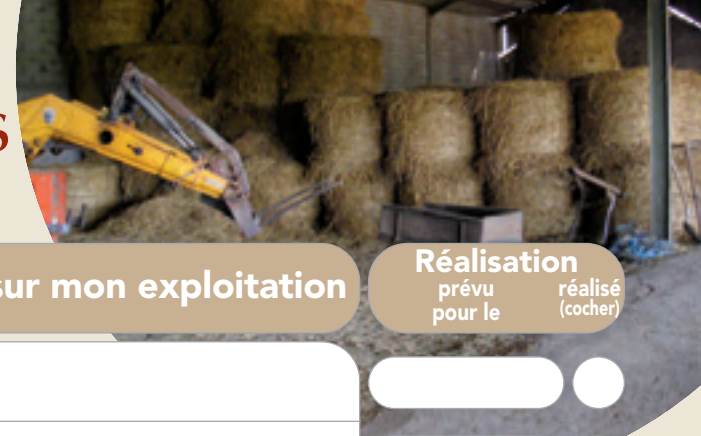 s
sur mon exploitation
Réalisation
prévu
pour le
réalisé
(cocher)